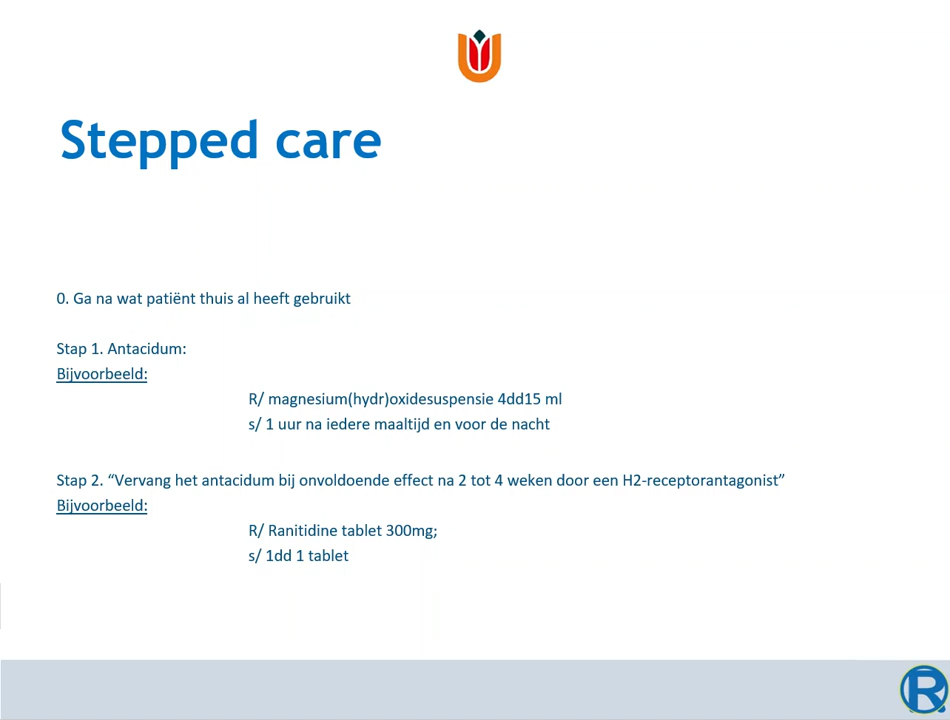 Stepped care
0. Ga na wat patiënt thuis al heeft gebruikt
Stap 1. Antacidum:
Bijvoorbeeld:
R/ magnesium(hydr)oxidesuspensie 4dd15 ml
s/ 1 uur na iedere maaltijd en voor de nacht
Stap 2. “Vervang het antacidum bij onvoldoende effect na 2 tot 4 weken door een H2-receptorantagonist”
Bijvoorbeeld:
R/ Ranitidine tablet 300mg;
s/ 1dd 1 tablet
R